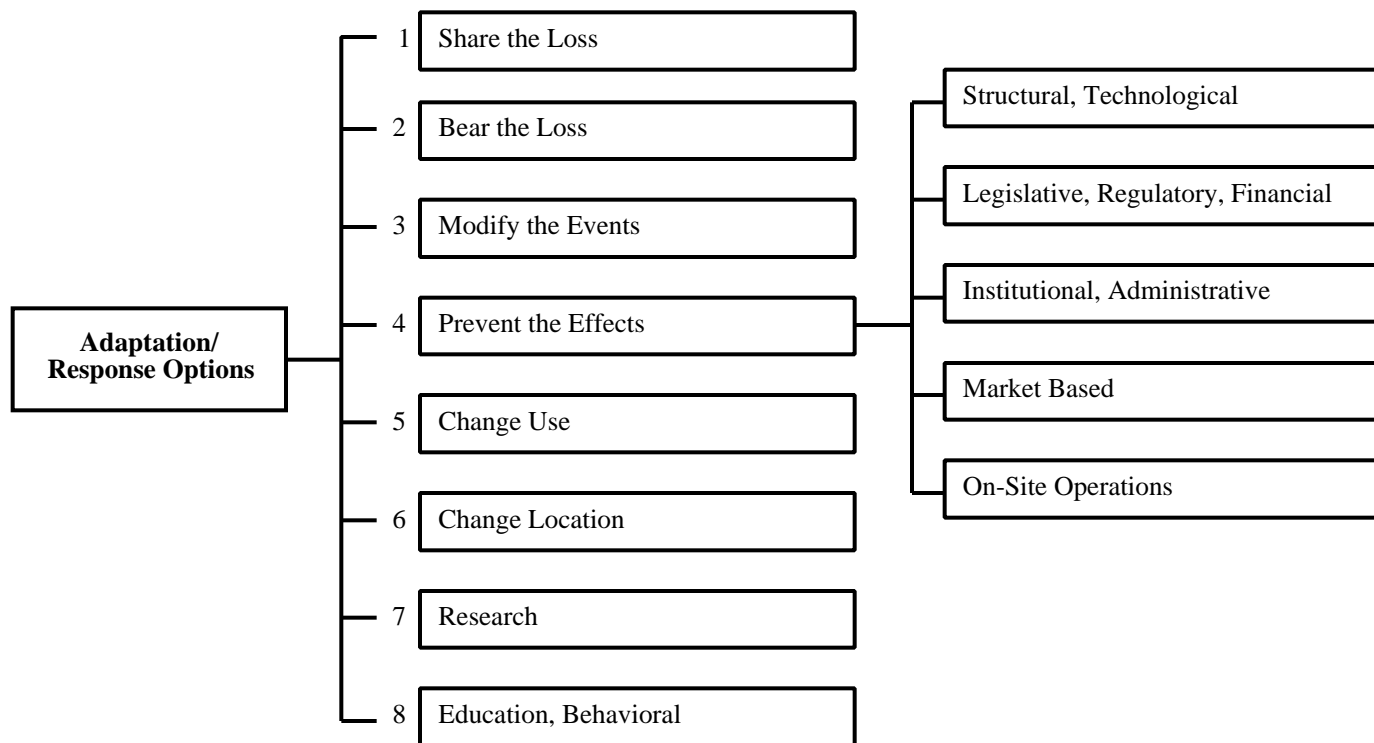 1 Share the Loss
2 Bear the Loss
3 Modify the Events
4 Prevent the Effects
5 Change Use
6 Change Location
7 Research
8 Education, Behavioral
Adaptation/
Response Options
Structural, Technological
Legislative, Regulatory, Financial
Institutional, Administrative
Market Based
On-Site Operations